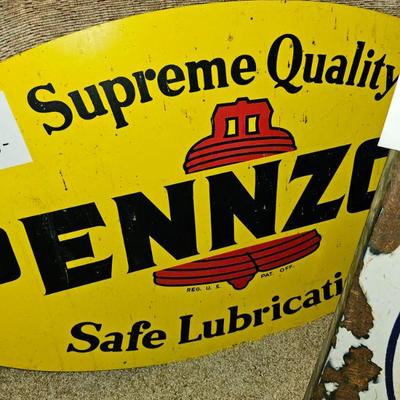 Supreme Quality
PENNZO
REG. U. S. PAT. OFF.
Safe Lubricati